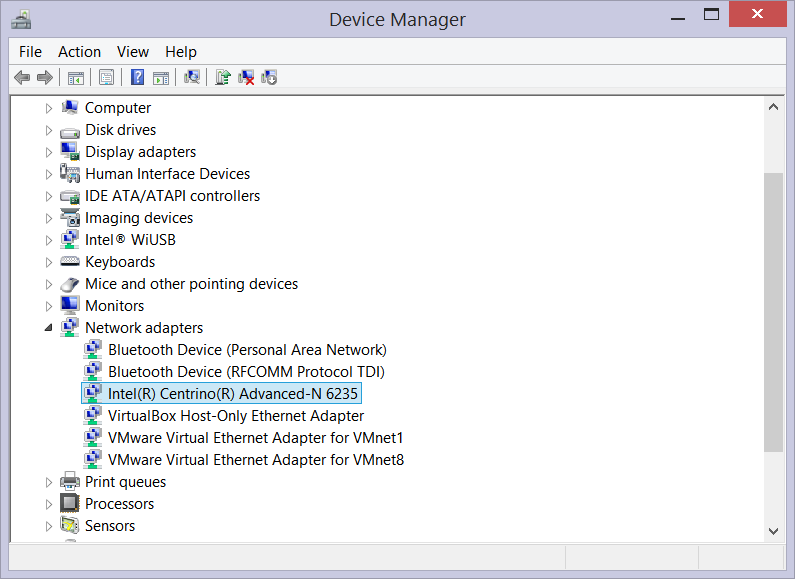 Device Manager
File Action View Help
Computer
Disk drives
Display adapters
Human Interface Devices
IDE ATA/ATAPI controllers
Imaging devices
Intel® WiUSB
Keyboards
Mice and other pointing devices
Monitors
Network adapters
Bluetooth Device (Personal Area Network)
Bluetooth Device (RFCOMM Protocol TDI)
Intel(R) Centrino(R) Advanced-N 6235
VirtualBox Host-Only Ethernet Adapter
VMware Virtual Ethernet Adapter for VMnet1
VMware Virtual Ethernet Adapter for VMnet8
Print queues
Processors
Sensors